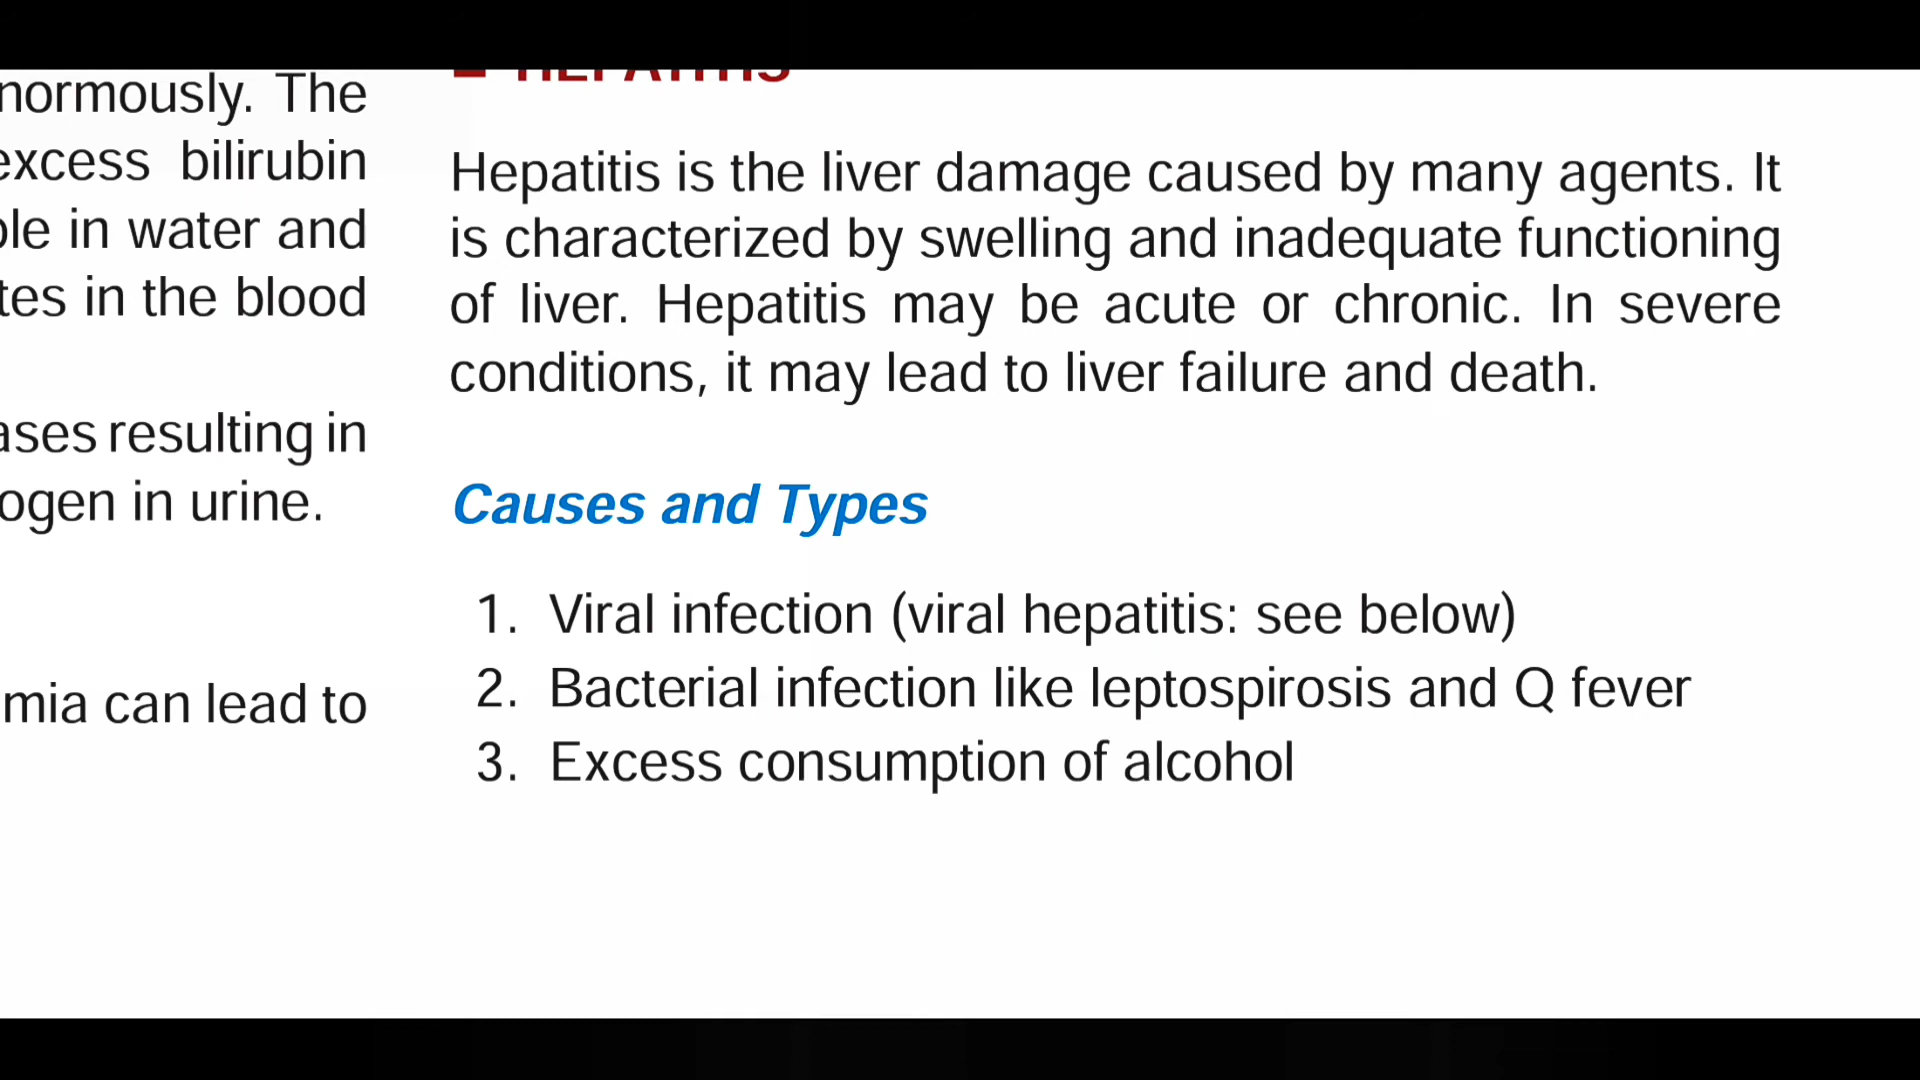 normously. The
excess bilirubin
ble in water and
tes in the blood
ases resulting in
ogen in urine.
mia can lead to
HEPATITIS
Hepatitis is the liver damage caused by many agents. It
is characterized by swelling and inadequate functioning
of liver. Hepatitis may be acute or chronic. In severe
conditions, it may lead to liver failure and death.
Causes and Types
1. Viral infection (viral hepatitis: see below)
2. Bacterial infection like leptospirosis and Q fever
3. Excess consumption of alcohol